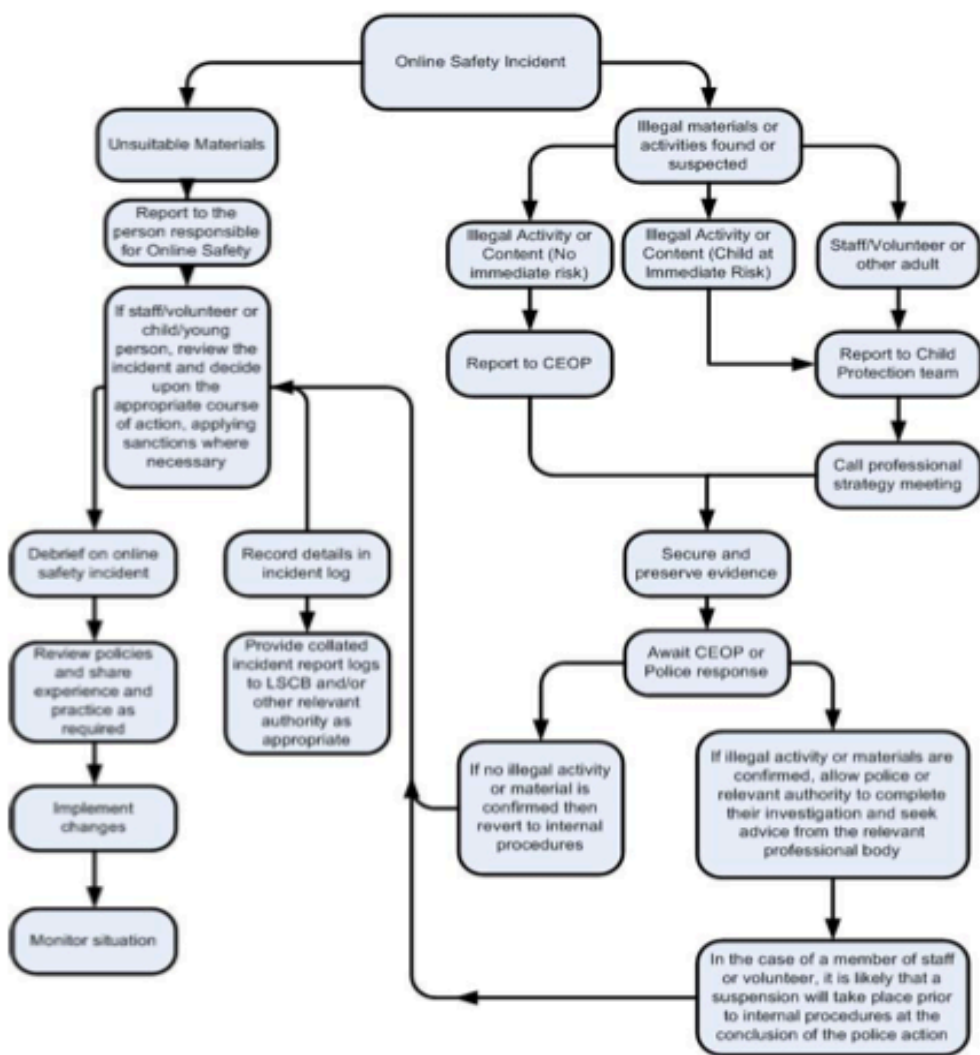 Online Safety Incident
Unsuitable Materials
Report to the
person responsible
for Online Safety
If staff/volunteer or
child/young
person, review the
incident and decide
upon the
appropriate course
of action, applying
sanctions where
necessary
Debrief on online
safety incident
Review policies
and share
experience and
practice as
required
Implement
changes
Monitor situation
Record details in
incident log
Provide collated
incident report logs
to LSCB and/or
other relevant
authority as
appropriate
Illegal materials or
activities found or
suspected
Illegal Activity or
Content (No
immediate risk)
Illegal Activity or
Content (Child at
Immediate Risk)
Staff/Volunteer or
other adult
Report to CEOP
Report to Child
Protection team
Call professional
strategy meeting
Secure and
preserve evidence
Await CEOP or
Police response
If no illegal activity
or material is
confirmed then
revert to internal
procedures
If illegal activity or materials are
confirmed, allow police or
relevant authority to complete
their investigation and seek
advice from the relevant
professional body
In the case of a member of staff
or volunteer, it is likely that a
suspension will take place prior
to internal procedures at the
conclusion of the police action